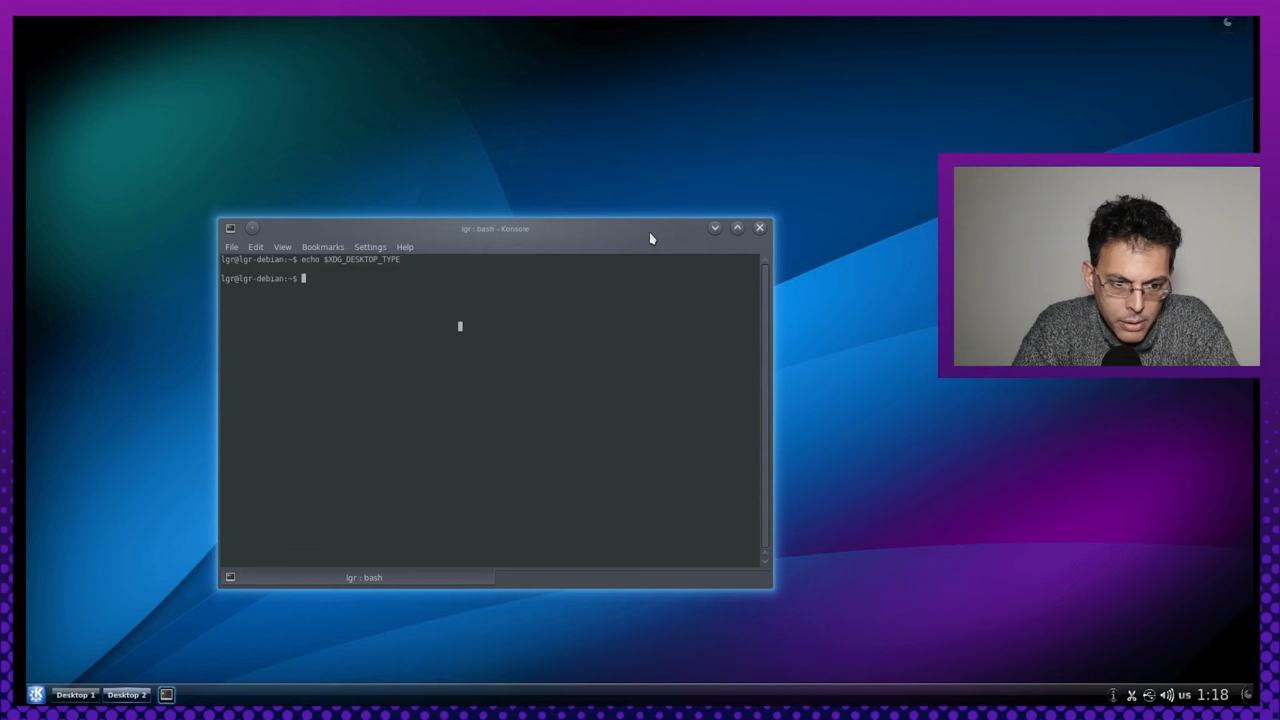 lgr : bash – Konsole
File Edit View Bookmarks Settings Help
lgr@lgr-debian:~$ echo $XDG_DESKTOP_TYPE
lgr@lgr-debian:~$
lgr : bash
Desktop 1 Desktop 2 us 1:18